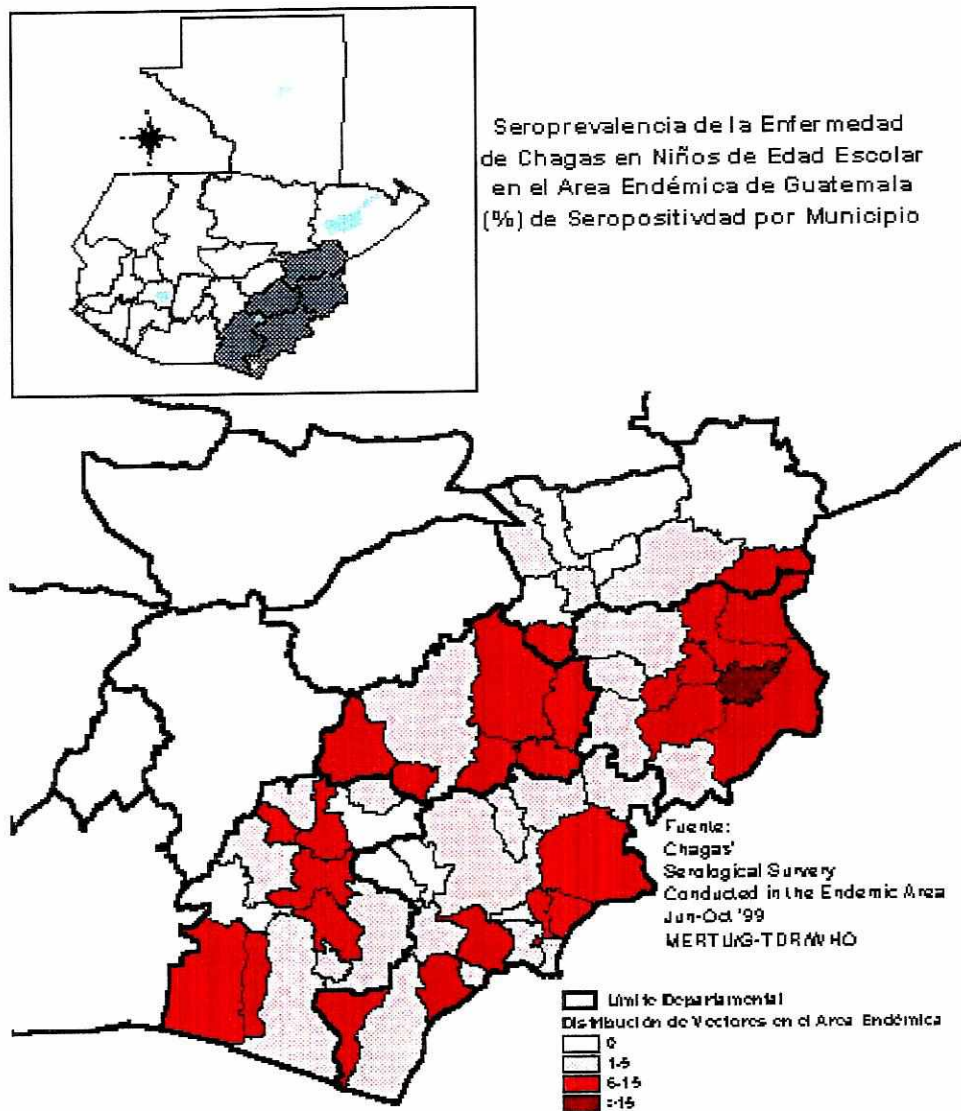 Seroprevalencia de la Enfermedad
de Chagas en Niños de Edad Escolar
en el Area Endémica de Guatemala
(%) de Seropositivdad por Municipio
Fuente:
Chagas'
Serological Survery
Conducted in the Endemic Area
Jun-Oct '99
MERTU/G-TDR/WHO
Límite Departamental
Distribución de Vectores en el Area Endémica
0
1-5
6-15
>15